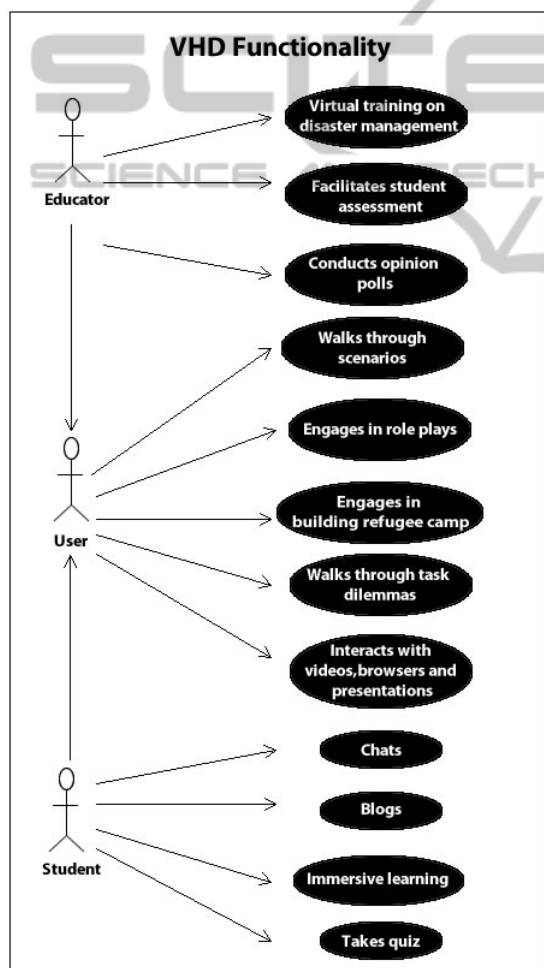 VHD Functionality
Virtual training on
disaster management
Educator
Facilitates student
assessment
Conducts opinion
polls
Walks through
scenarios
Engages in role plays
User
Engages in
building refugee camp
Walks through task
dilemmas
Interacts with
videos,browsers and
presentations
Chats
Student
Blogs
Immersive learning
Takes quiz